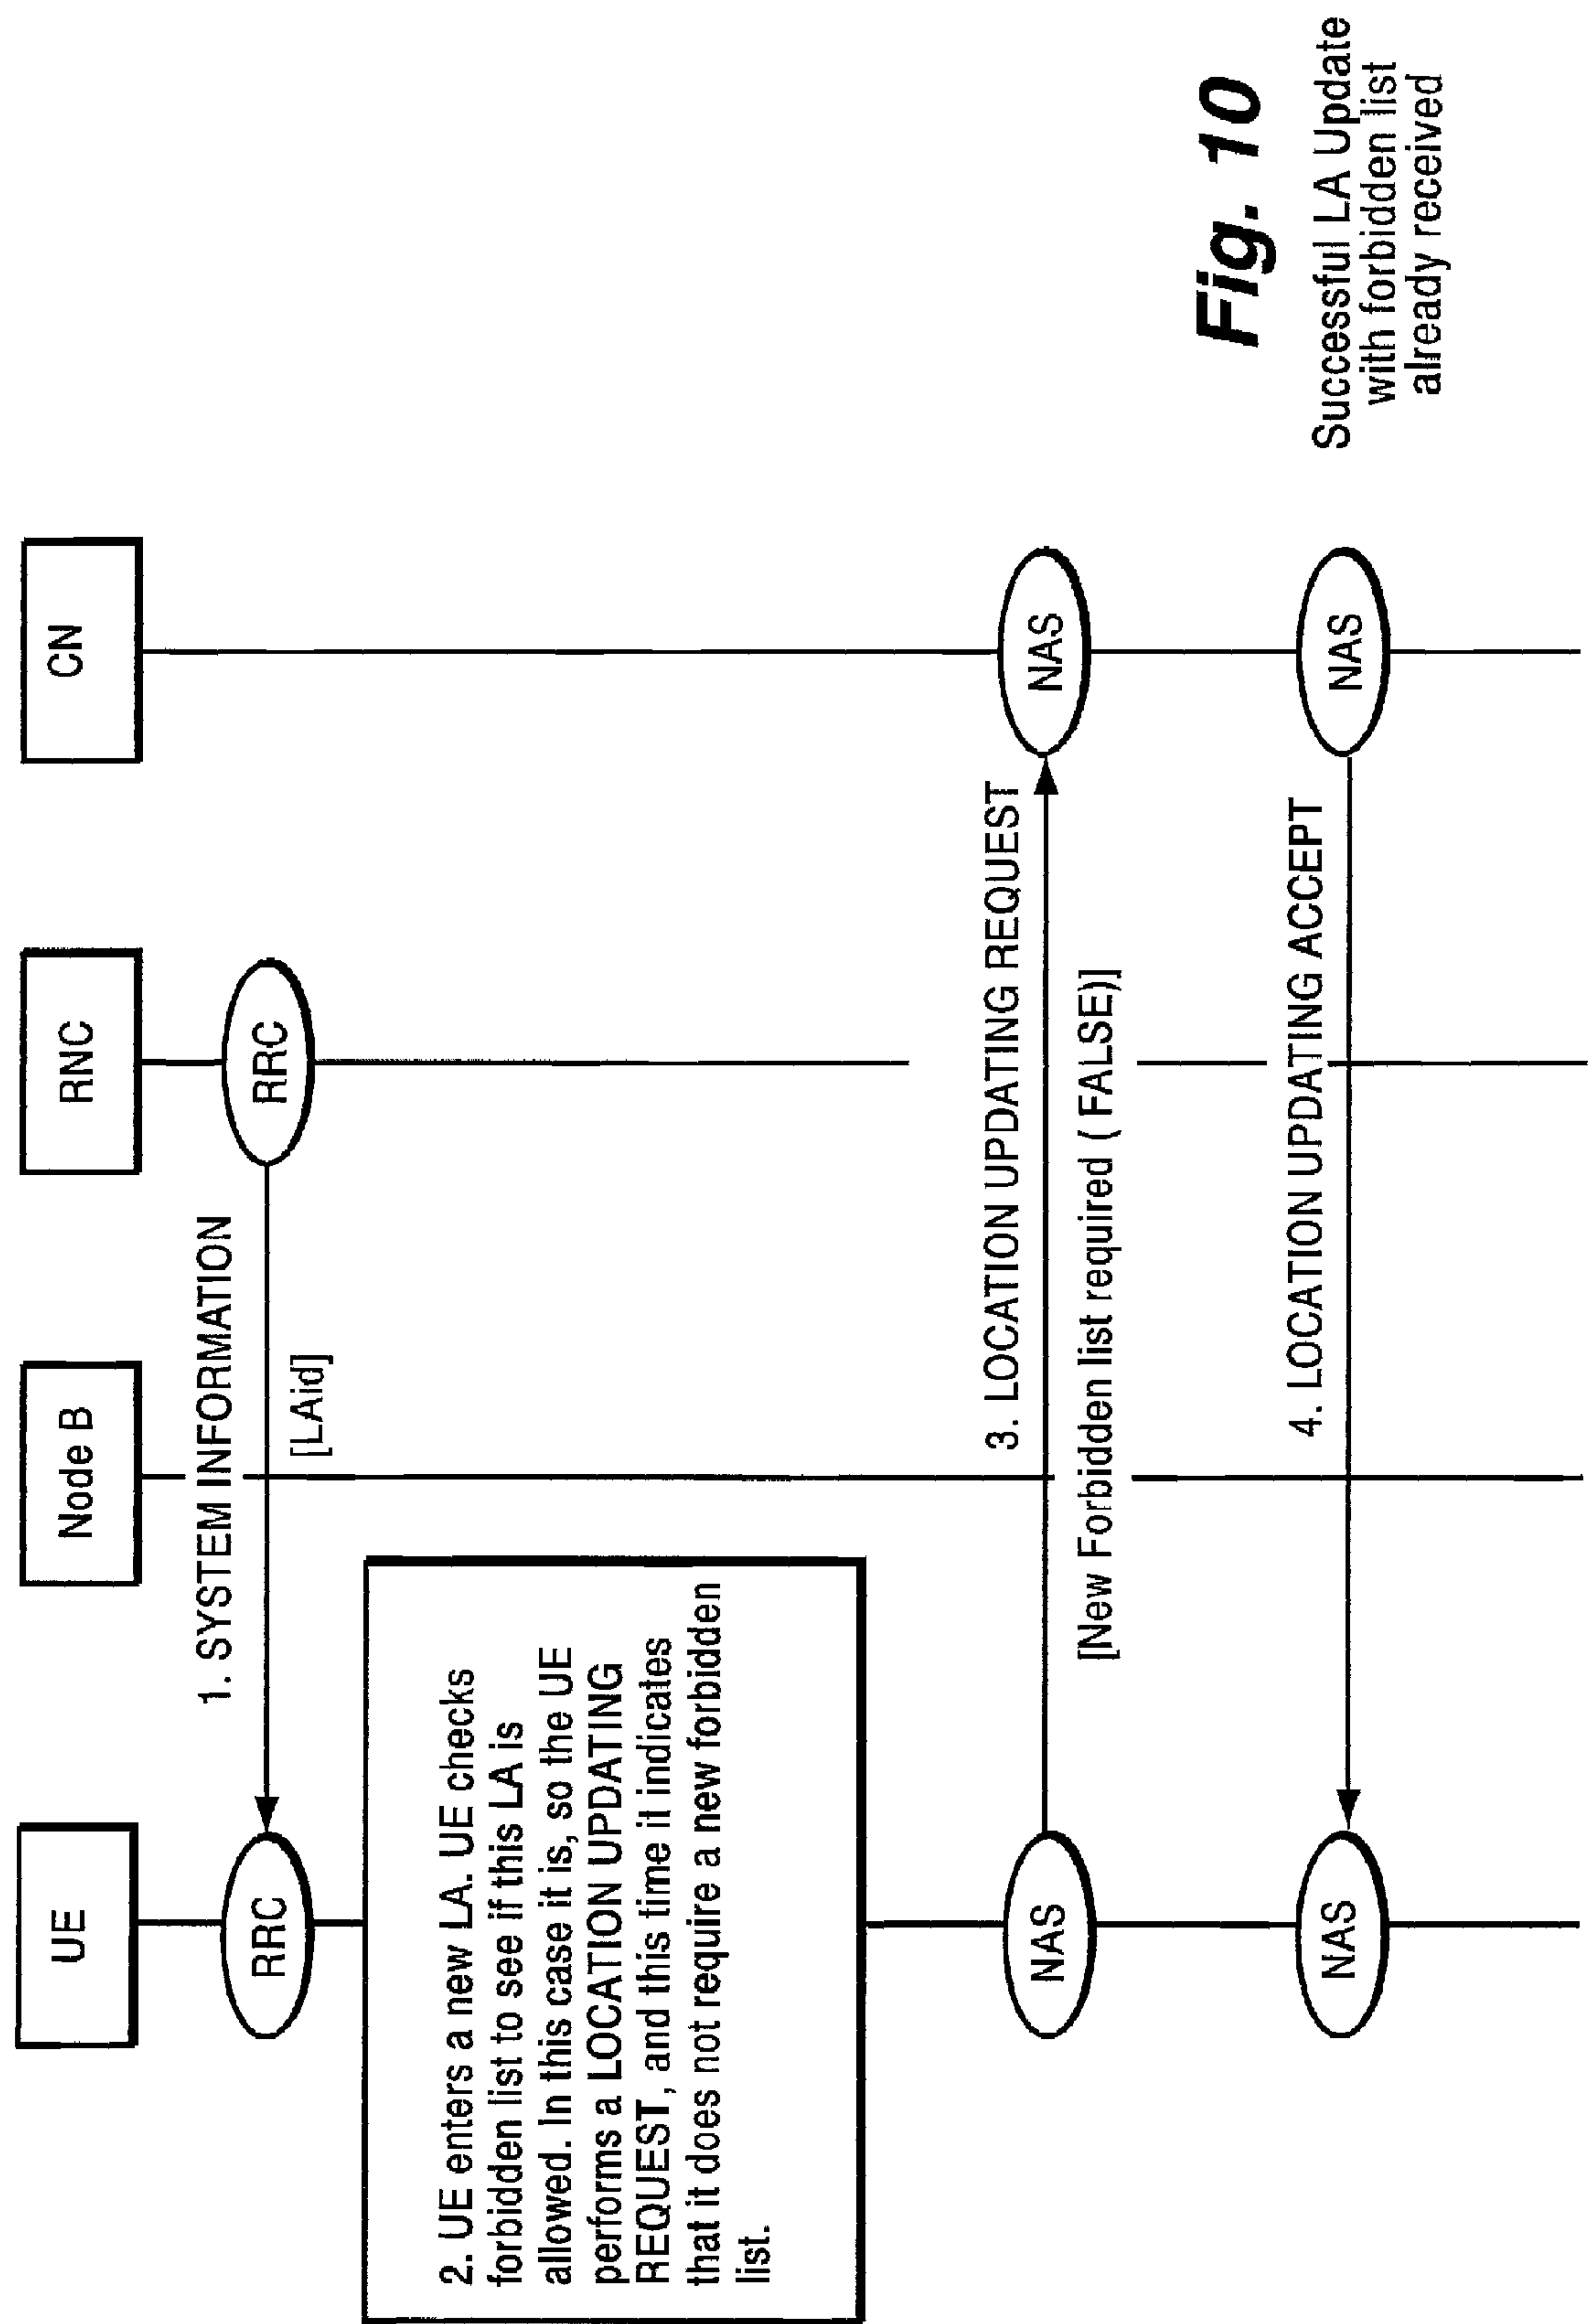 UE
Node B
RNC
CN
RRC
RRC
1. SYSTEM INFORMATION
[LAid]
2. UE enters a new LA. UE checks
forbidden list to see if this LA is
allowed. In this case it is, so the UE
performs a LOCATION UPDATING
REQUEST, and this time it indicates
that it does not require a new forbidden
list.
3. LOCATION UPDATING REQUEST
NAS
NAS
[New Forbidden list required ( FALSE)]
4. LOCATION UPDATING ACCEPT
NAS
NAS
Fig. 10
Successful LA Update
with forbidden list
already received